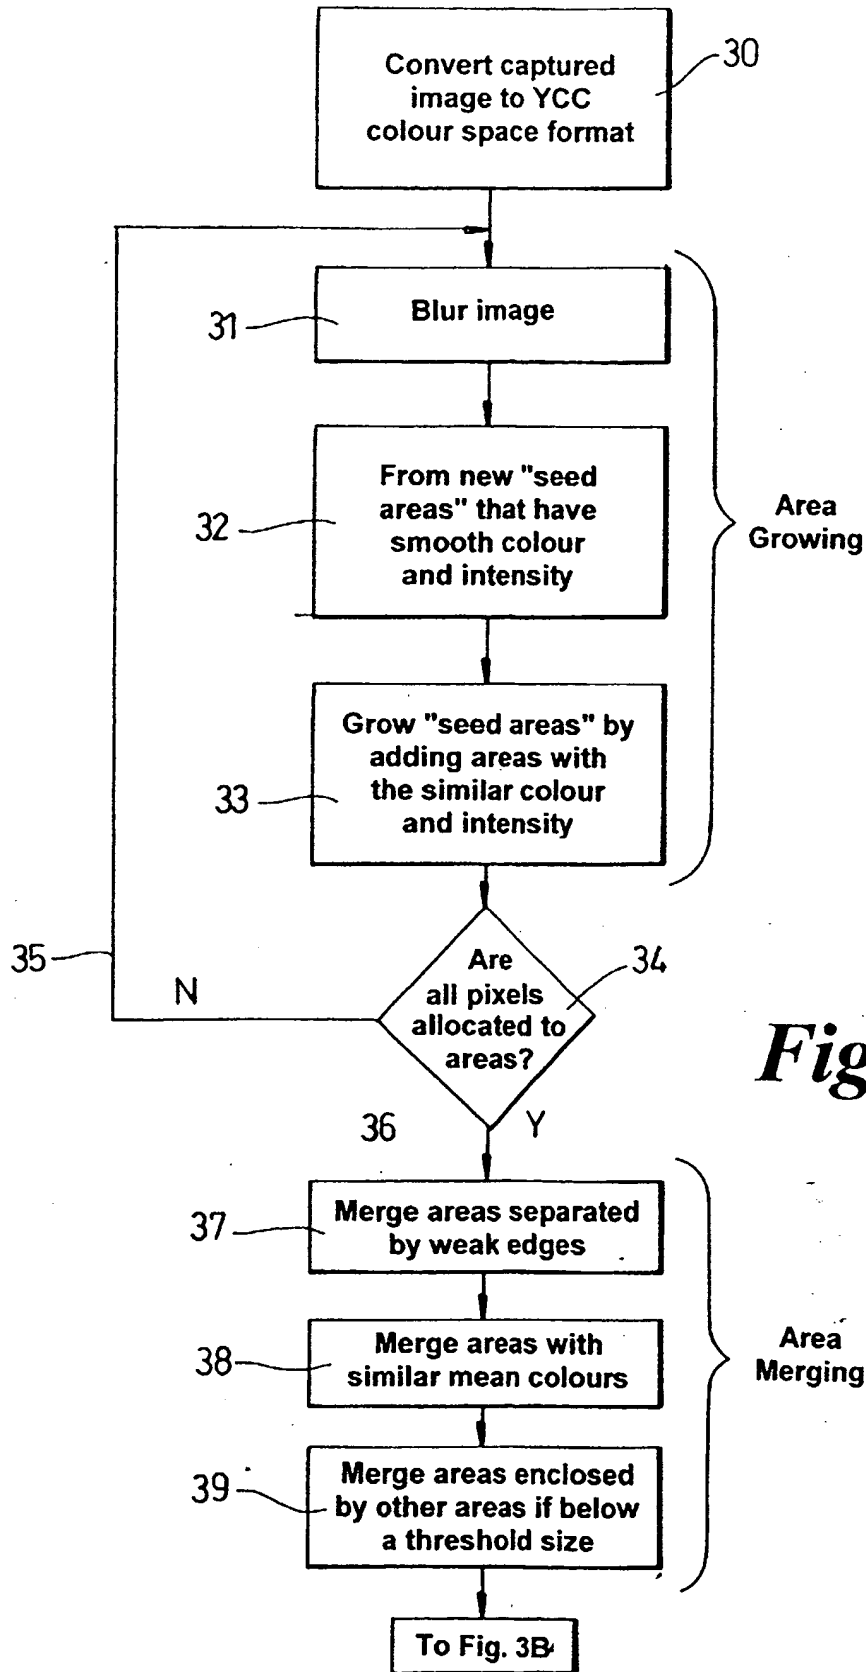 Convert captured
image to YCC
colour space format
30
Blur image
31
From new "seed
areas" that have
smooth colour
and intensity
32
Area
Growing
Grow "seed areas" by
adding areas with
the similar colour
and intensity
33
Are
all pixels
allocated to
areas?
34
35
N
36
Y
Fig
Merge areas separated
by weak edges
37
Merge areas with
similar mean colours
38
Area
Merging
Merge areas enclosed
by other areas if below
a threshold size
39
To Fig. 3B